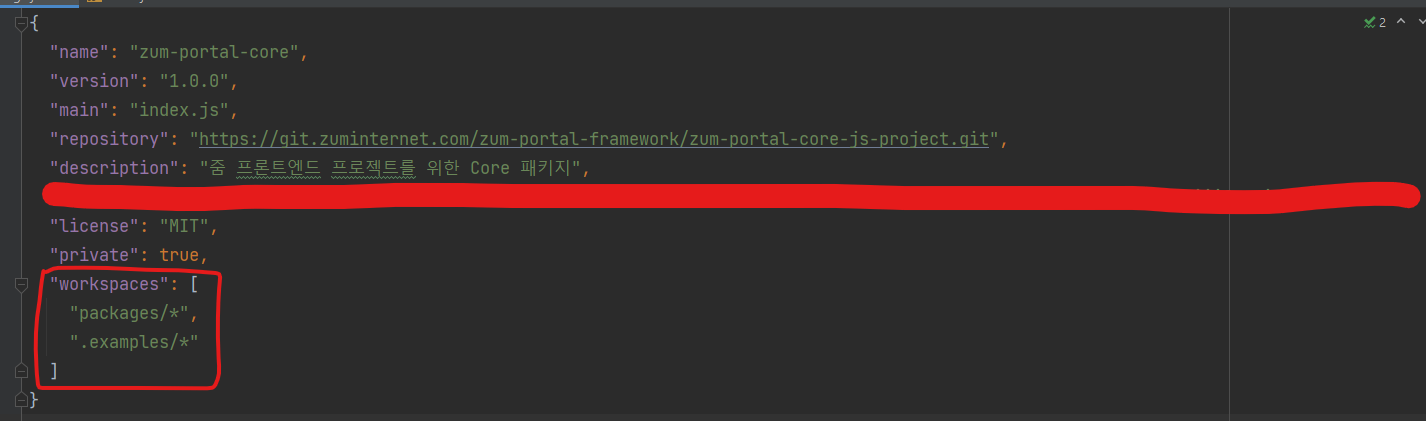 2
{
"name": "zum-portal-core",
"version": "1.0.0",
"main": "index.js",
"repository": "https://git.zuminternet.com/zum-portal-framework/zum-portal-core-js-project.git",
"description": "줌 프론트엔드 프로젝트를 위한 Core 패키지",
"license": "MIT",
"private": true,
"workspaces": [
"packages/*",
".examples/*"
]
}